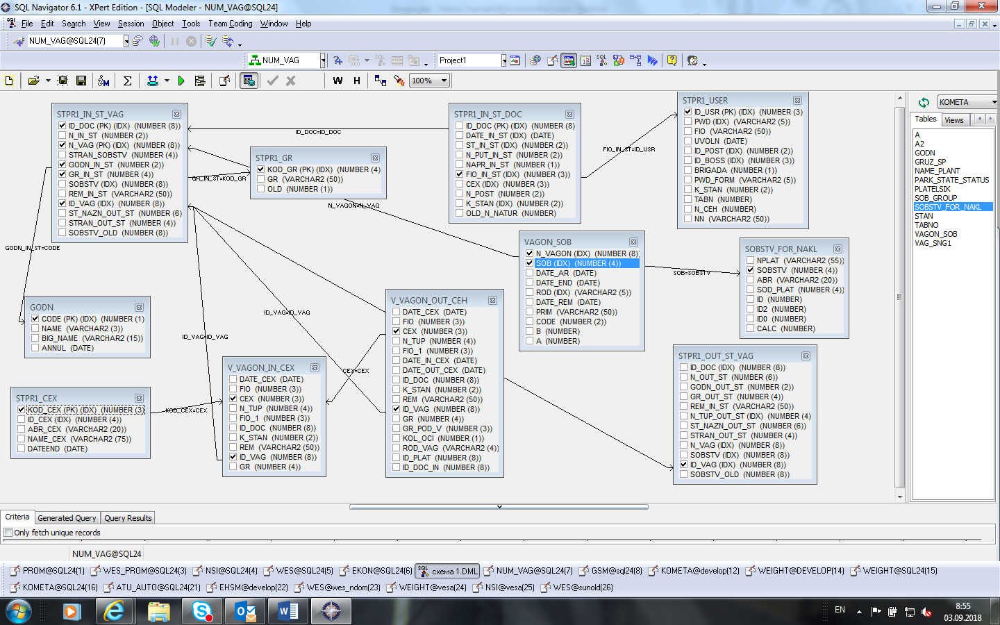 SQL Navigator 6.1 - XPert Edition - [SQL Modeler - NUM_VAG@SQL24]
File Edit Search View Session Object Tools Team Coding Window Help
NUM_VAG@SQL24(7)
NUM_VAG
Project1
W H 100%
STPR1_IN_ST_VAG
ID_DOC (PK) (IDX) (NUMBER (8))
N_IN_ST (NUMBER (2))
N_VAG (PK) (IDX) (NUMBER (8))
STRAN_SOBSTV (NUMBER (4))
GODN_IN_ST (NUMBER (2))
GR_IN_ST (NUMBER (4))
SOBSTV (IDX) (NUMBER (8))
REM_IN_ST (VARCHAR2 (50))
ID_VAG (IDX) (NUMBER (8))
ST_NAZN_OUT_ST (NUMBER (6)
STRAN_OUT_ST (NUMBER (4))
SOBSTV_OLD (NUMBER (8))
STPR1_GR
KOD_GR (PK) (IDX) (NUMBER (4)
GR (VARCHAR2 (50))
OLD (NUMBER (1))
STPR1_IN_ST_DOC
ID_DOC (PK) (IDX) (NUMBER (8)
DATE_IN_ST (IDX) (DATE)
ST_IN_ST (IDX) (NUMBER (2))
N_PUT_IN_ST (NUMBER (2))
NAPR_IN_ST (NUMBER (1))
FIO_IN_ST (IDX) (NUMBER (3))
CEX (IDX) (NUMBER (3))
N_POST (NUMBER (2))
K_STAN (IDX) (NUMBER (2))
OLD_N_NATUR (NUMBER)
STPR1_USER
ID_USR (PK) (IDX) (NUMBER (3)
PWD (IDX) (VARCHAR2 (5))
FIO (VARCHAR2 (50))
UVOLN (DATE)
ID_POST (IDX) (NUMBER (2))
ID_BOSS (IDX) (NUMBER (3))
BRIGADA (NUMBER (1))
PWD_FORM (VARCHAR2 (5))
K_STAN (NUMBER (2))
TABN (NUMBER)
N_CEH (NUMBER)
NN (VARCHAR2 (50))
ID_DOC=ID_DOC
GR_IN_ST=KOD_GR
FIO_IN_ST=ID_USR
N_VAGON=N_VAG
GODN_IN_ST=CODE
SOB=SOBSTV
ID_VAG=ID_VAG
ID_VAG=ID_VAG
CEX=CEX
KOD_CEX=CEX
VAGON_SOB
N_VAGON (IDX) (NUMBER (8))
SOB (IDX) (NUMBER (4))
DATE_AR (DATE)
DATE_END (DATE)
ROD (IDX) (VARCHAR2 (5))
DATE_REM (DATE)
PRIM (VARCHAR2 (50))
CODE (NUMBER (2))
B (NUMBER)
A (NUMBER)
SOBSTV_FOR_NAKL
NPLAT (VARCHAR2 (55))
SOBSTV (NUMBER (4))
ABR (VARCHAR2 (20))
SOD_PLAT (NUMBER (4))
ID (NUMBER)
ID2 (NUMBER)
ID0 (NUMBER)
CALC (NUMBER)
GODN
CODE (PK) (IDX) (NUMBER (1)
NAME (VARCHAR2 (3))
BIG_NAME (VARCHAR2 (15))
ANNUL (DATE)
V_VAGON_OUT_CEH
DATE_CEX (DATE)
FIO (NUMBER (3))
CEX (NUMBER (3))
N_TUP (NUMBER (4))
FIO_1 (NUMBER (3))
DATE_IN_CEX (DATE)
DATE_OUT_CEX (DATE)
ID_DOC (NUMBER (8))
K_STAN (NUMBER (2))
REM (VARCHAR2 (50))
ID_VAG (NUMBER (8))
GR (NUMBER (4))
GR_POD_V (NUMBER (3))
KOL_OCI (NUMBER (1))
ROD_VAG (VARCHAR2 (4))
ID_PLAT (NUMBER (8))
ID_DOC_IN (NUMBER (8))
STPR1_OUT_ST_VAG
ID_DOC (IDX) (NUMBER (8))
N_OUT_ST (NUMBER (6))
GODN_OUT_ST (NUMBER (2))
GR_OUT_ST (NUMBER (4))
REM_IN_ST (VARCHAR2 (50))
N_TUP_OUT_ST (IDX) (NUMBER (4
ST_NAZN_OUT_ST (NUMBER (6))
STRAN_OUT_ST (NUMBER (4))
N_VAG (IDX) (NUMBER (8))
SOBSTV (IDX) (NUMBER (8))
ID_VAG (IDX) (NUMBER (8))
SOBSTV_OLD (NUMBER (8))
V_VAGON_IN_CEX
DATE_CEX (DATE)
FIO (NUMBER (3))
CEX (NUMBER (3))
N_TUP (NUMBER (4))
FIO_1 (NUMBER (3))
ID_DOC (NUMBER (8))
K_STAN (NUMBER (2))
REM (VARCHAR2 (50))
ID_VAG (NUMBER (8))
GR (NUMBER (4))
STPR1_CEX
KOD_CEX (PK) (IDX) (NUMBER (3)
ID_CEX (IDX) (NUMBER (4))
ABR_CEX (VARCHAR2 (20))
NAME_CEX (VARCHAR2 (75))
DATEEND (DATE)
KOMETA
Tables Views
A
A2
GODN
GRUZ_SP
NAME_PLANT
PARK_STATE_STATUS
PLATELSIK
SOB_GROUP
SOBSTV_FOR_NAKL
STAN
TABNO
VAGON_SOB
VAG_SNG1
Criteria Generated Query Query Results
Only fetch unique records
NUM_VAG@SQL24
PROM@SQL24(1) WES_PROM@SQL24(3) NSI@SQL24(4) WES@SQL24(5) EKON@SQL24(6) схема 1.DML NUM_VAG@SQL24(7) GSM@sql24(8) KOMETA@develop(12) WEIGHT@DEVELOP(14) WEIGHT@SQL24(15)
KOMETA@SQL24(16) ATU_AUTO@SQL24(21) EHSM@develop(22) WES@wes_ndom(23) WEIGHT@vesa(24) NSI@vesa(25) WES@sunold(26)
EN
8:55
03.09.2018